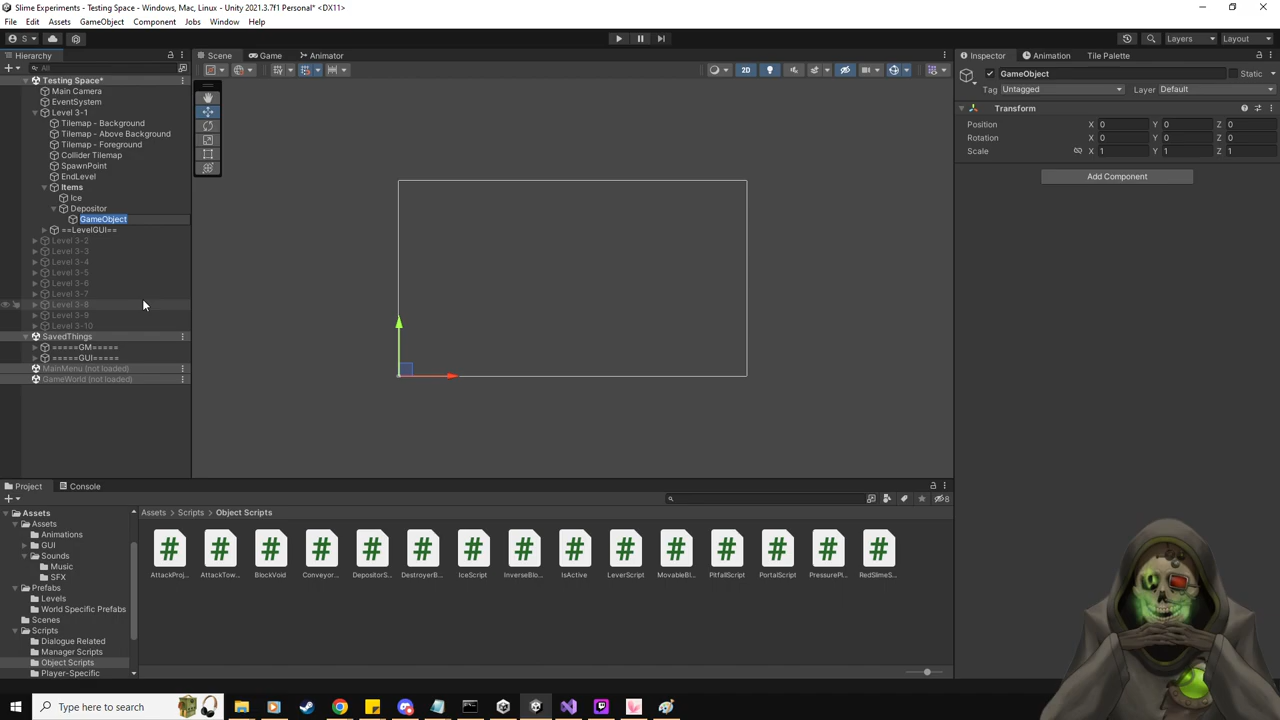 Slime Experiments - Testing Space - Windows, Mac, Linux - Unity 2021.3.7f1 Personal* <DX11>
File Edit Assets GameObject Component Jobs Window Help
S Layers Layout
Hierarchy Scene Game Animator Inspector Animation Tile Palette
All 2D
Testing Space* GameObject Static
Main Camera Tag Untagged Layer Default
EventSystem
Level 3-1 Transform
Tilemap - Background Position X 0 Y 0 Z 0
Tilemap - Above Background Rotation X 0 Y 0 Z 0
Tilemap - Foreground Scale X 1 Y 1 Z 1
Collider Tilemap
SpawnPoint
EndLevel Add Component
Items
Ice
Depositor
GameObject
==LevelGUI==
Level 3-2
Level 3-3
Level 3-4
Level 3-5
Level 3-6
Level 3-7
Level 3-8
Level 3-9
Level 3-10
SavedThings
=====GM=====
=====GUI=====
MainMenu (not loaded)
GameWorld (not loaded)
Project Console
8
Assets Assets Scripts Object Scripts
Assets
Animations
GUI
Sounds
Music
SFX
AttackProj... AttackTow... BlockVoid Conveyor... DepositorS... DestroyerB... IceScript InverseBlo... IsActive LeverScript MovableBl... PitfallScript PortalScript PressurePl... RedSlimeS...
Prefabs
Levels
World Specific Prefabs
Scenes
Scripts
Dialogue Related
Manager Scripts
Object Scripts
Player-Specific
Type here to search